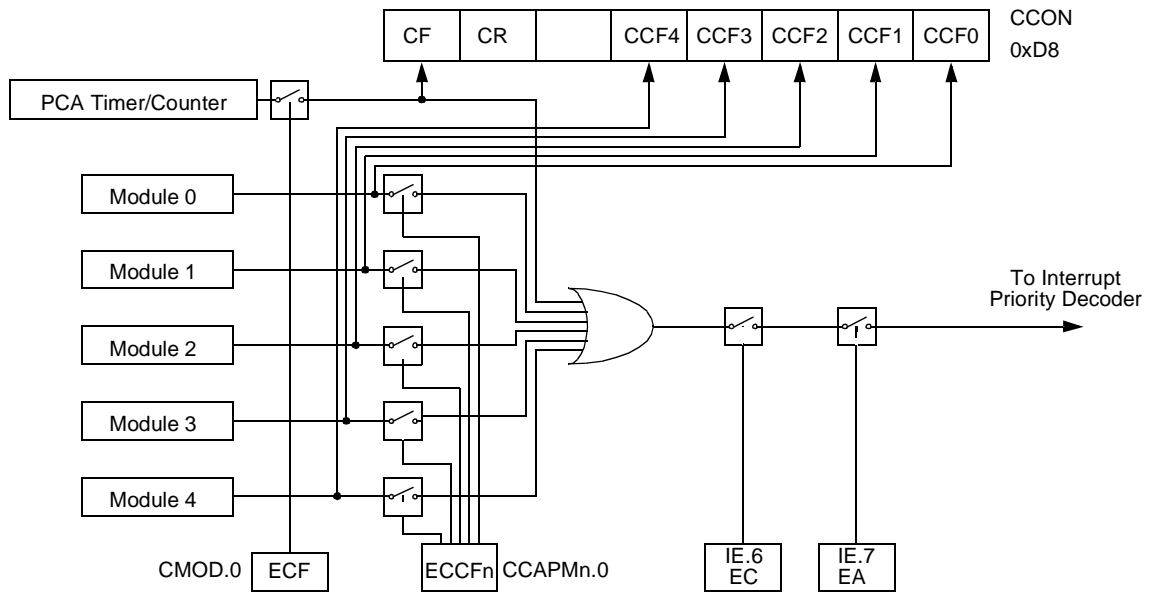 CF CR CCF4 CCF3 CCF2 CCF1 CCF0
CCON
0xD8
PCA Timer/Counter
Module 0
Module 1
Module 2
Module 3
Module 4
To Interrupt
Priority Decoder
CMOD.0 ECF
ECCFn CCAPMn.0
IE.6
EC
IE.7
EA